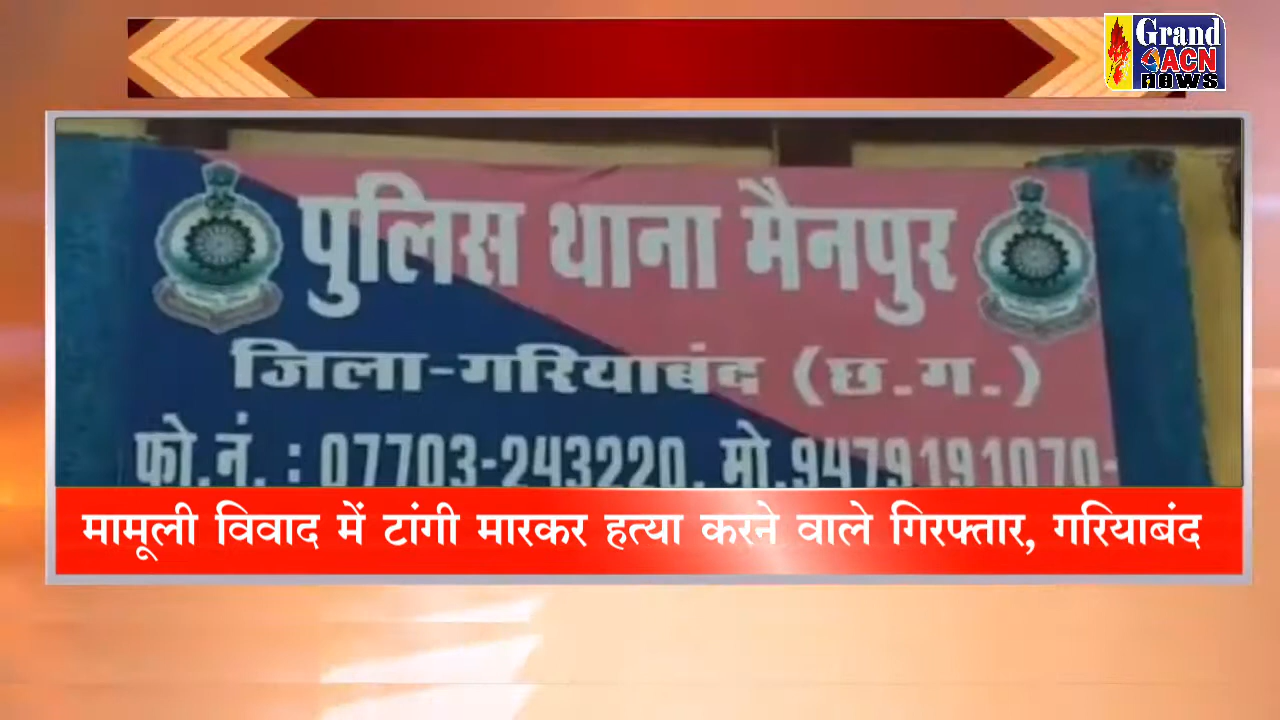 Grand
ACN
news
पुलिस थाना मैनपुर
जिला-गरियाबंद (छ.ग.)
फो.नं. : 07703-243220, मो.9479191070-
मामूली विवाद में टांगी मारकर हत्या करने वाले गिरफ्तार, गरियाबंद